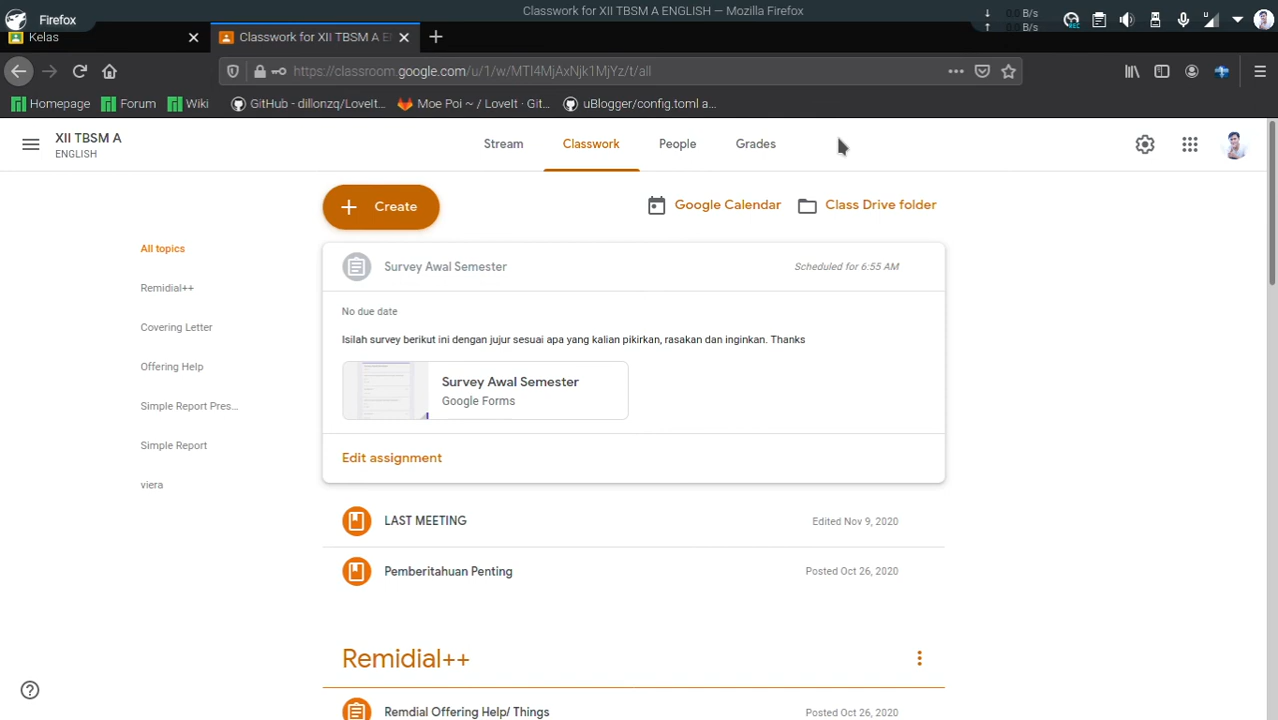 Classwork for XII TBSM A ENGLISH — Mozilla Firefox
Firefox
↓ 0.0 B/s
↑ 0.0 B/s
Kelas
Classwork for XII TBSM A E
https://classroom.google.com/u/1/w/MTI4MjAxNjk1MjYz/t/all
Homepage
Forum
Wiki
GitHub - dillonzq/LoveIt...
Moe Poi ~ / LoveIt · Git...
uBlogger/config.toml a...
XII TBSM A
ENGLISH
Stream
Classwork
People
Grades
Create
Google Calendar
Class Drive folder
All topics
Remidial++
Covering Letter
Offering Help
Simple Report Pres...
Simple Report
viera
Survey Awal Semester
Scheduled for 6:55 AM
No due date
Isilah survey berikut ini dengan jujur sesuai apa yang kalian pikirkan, rasakan dan inginkan. Thanks
Survey Awal Semester
Google Forms
Edit assignment
LAST MEETING
Edited Nov 9, 2020
Pemberitahuan Penting
Posted Oct 26, 2020
Remidial++
Remdial Offering Help/ Things
Posted Oct 26, 2020